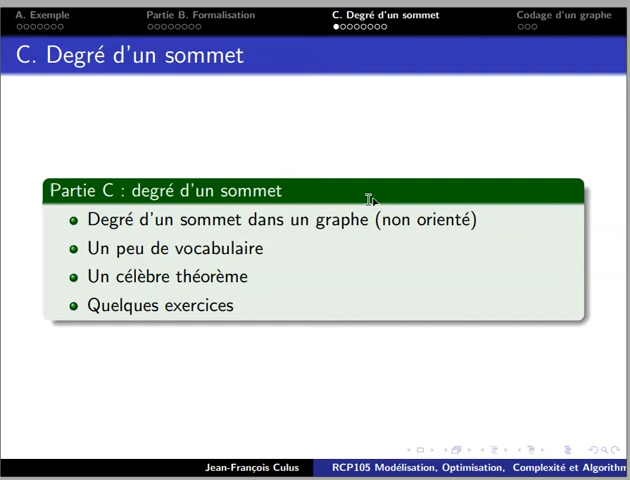 A. Exemple
Partie B. Formalisation
C. Degré d'un sommet
Codage d'un graphe
C. Degré d'un sommet
Partie C : degré d'un sommet
Degré d'un sommet dans un graphe (non orienté)
Un peu de vocabulaire
Un célèbre théorème
Quelques exercices
Jean-François Culus
RCP105 Modélisation, Optimisation, Complexité et Algorithm